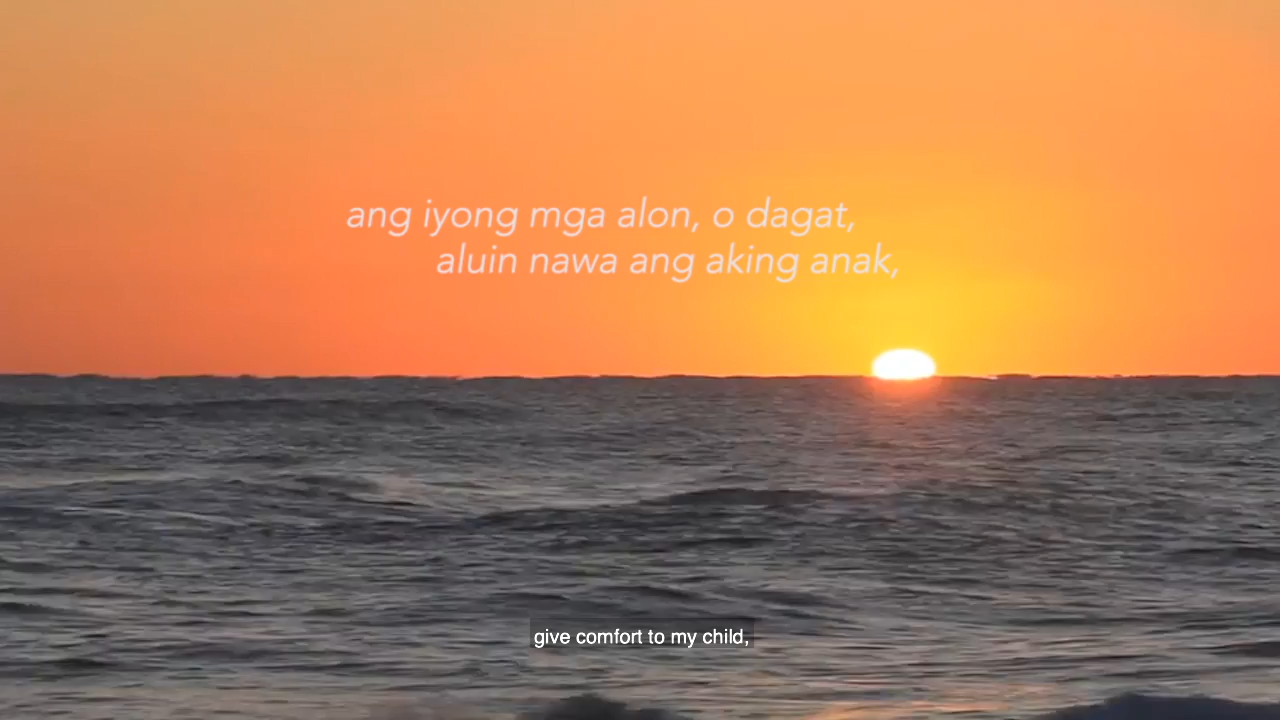 ang iyong mga alon, o dagat,
aluin nawa ang aking anak,
give comfort to my child,